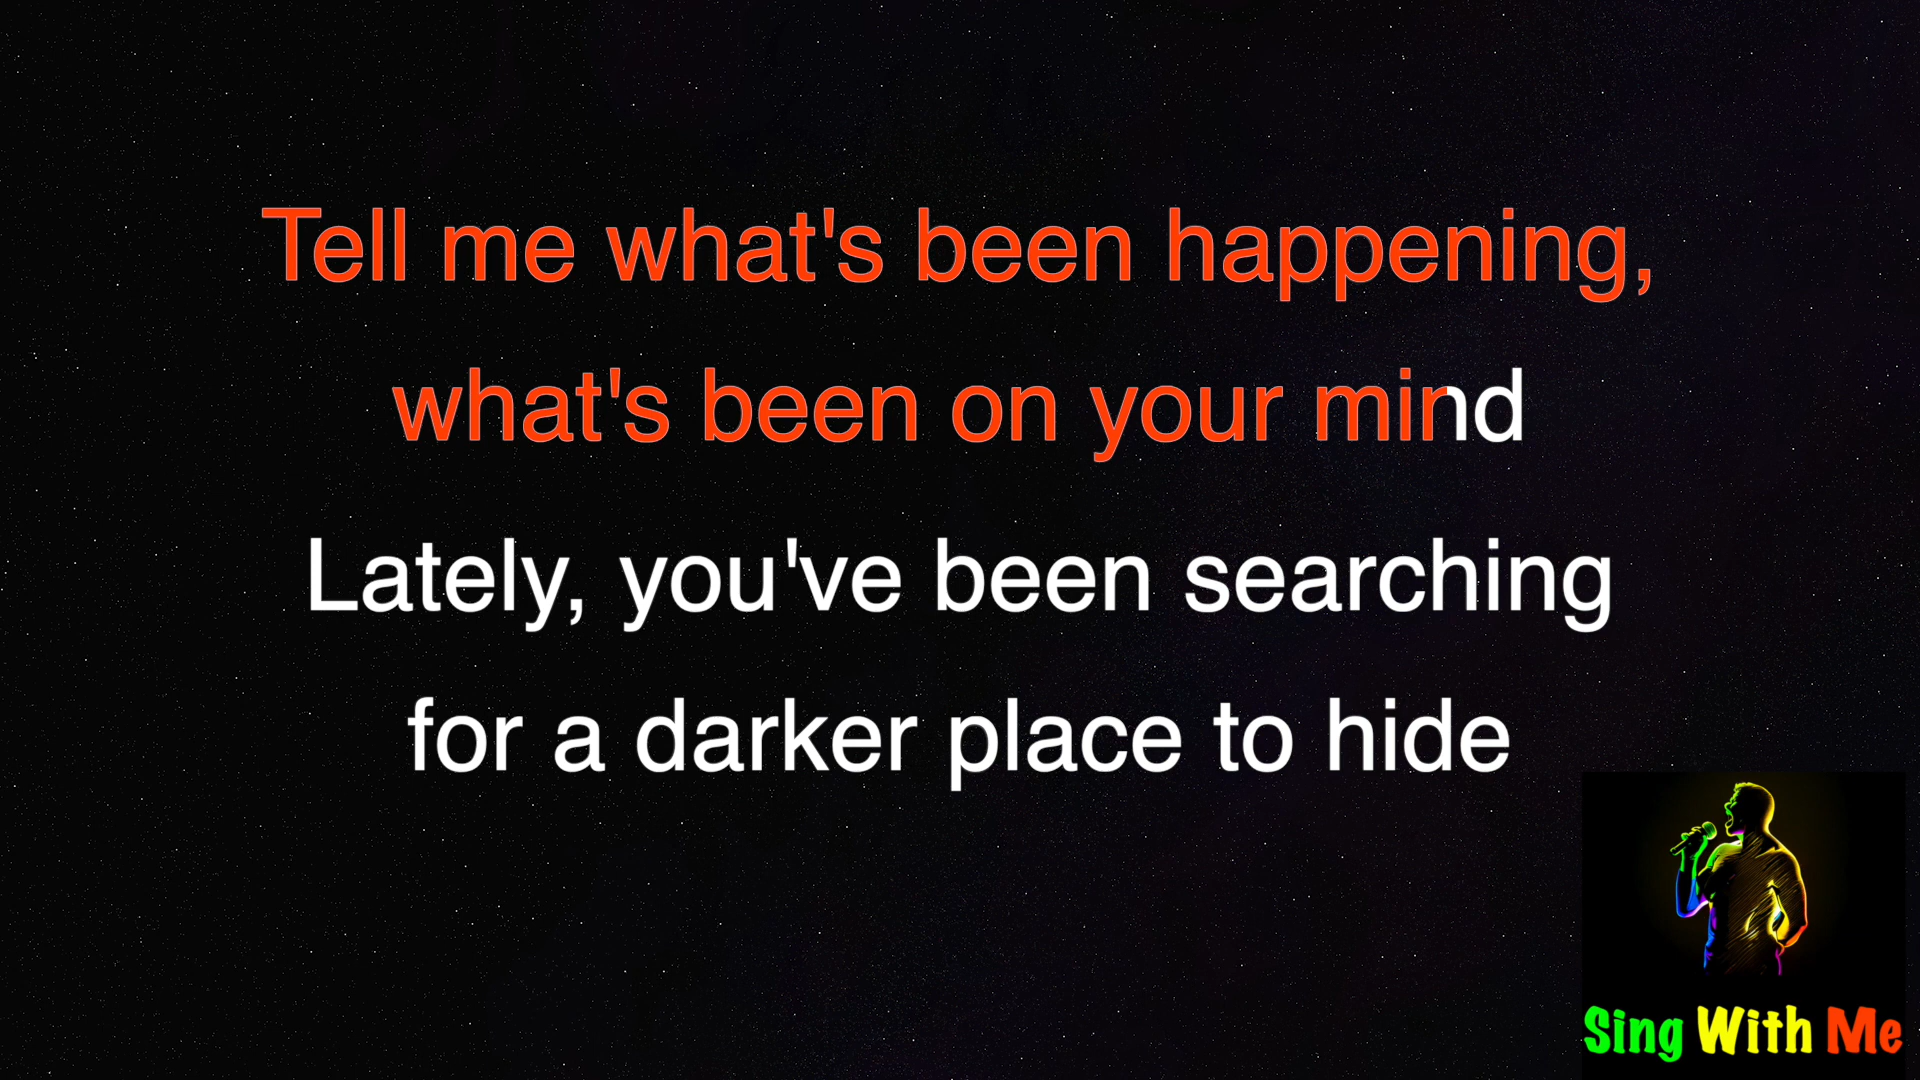 Tell me what's been happening,
what's been on your mind
Lately, you've been searching
for a darker place to hide
Sing With Me